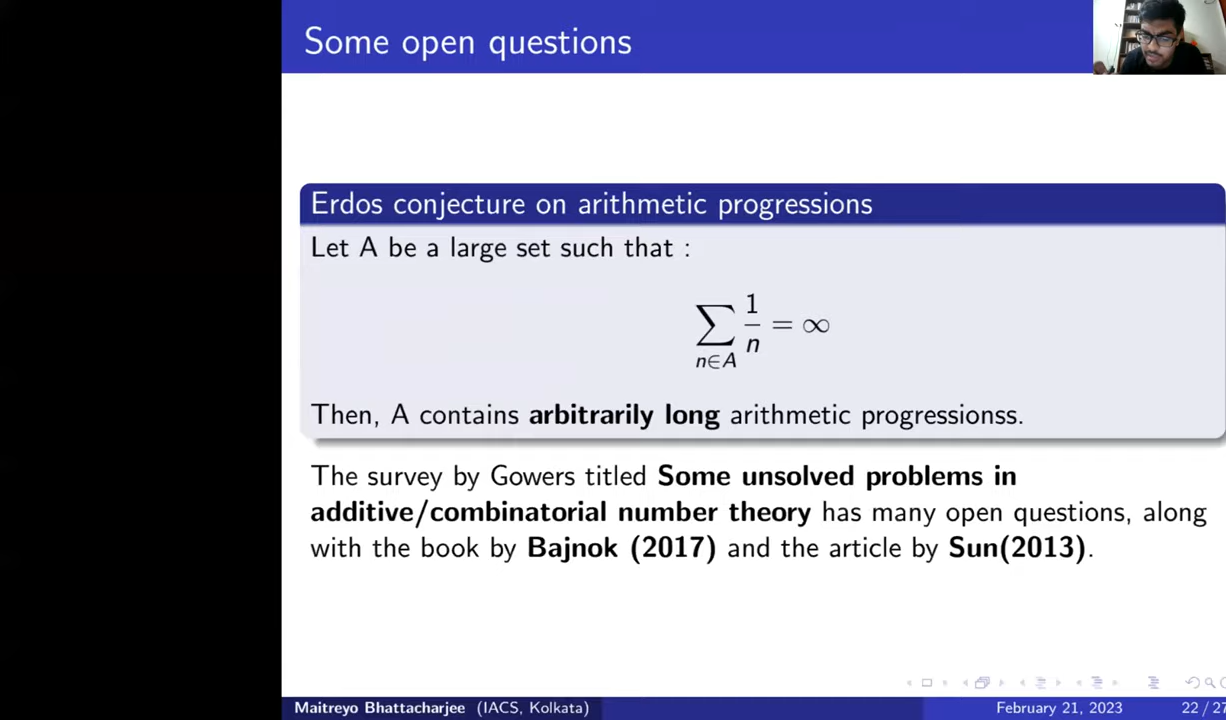 Some open questions
Erdos conjecture on arithmetic progressions
Let A be a large set such that :
∑_{n∈A} 1/n = ∞
Then, A contains arbitrarily long arithmetic progressionss.
The survey by Gowers titled Some unsolved problems in
additive/combinatorial number theory has many open questions, along
with the book by Bajnok (2017) and the article by Sun(2013).
Maitreyo Bhattacharjee (IACS, Kolkata) February 21, 2023 22 / 27